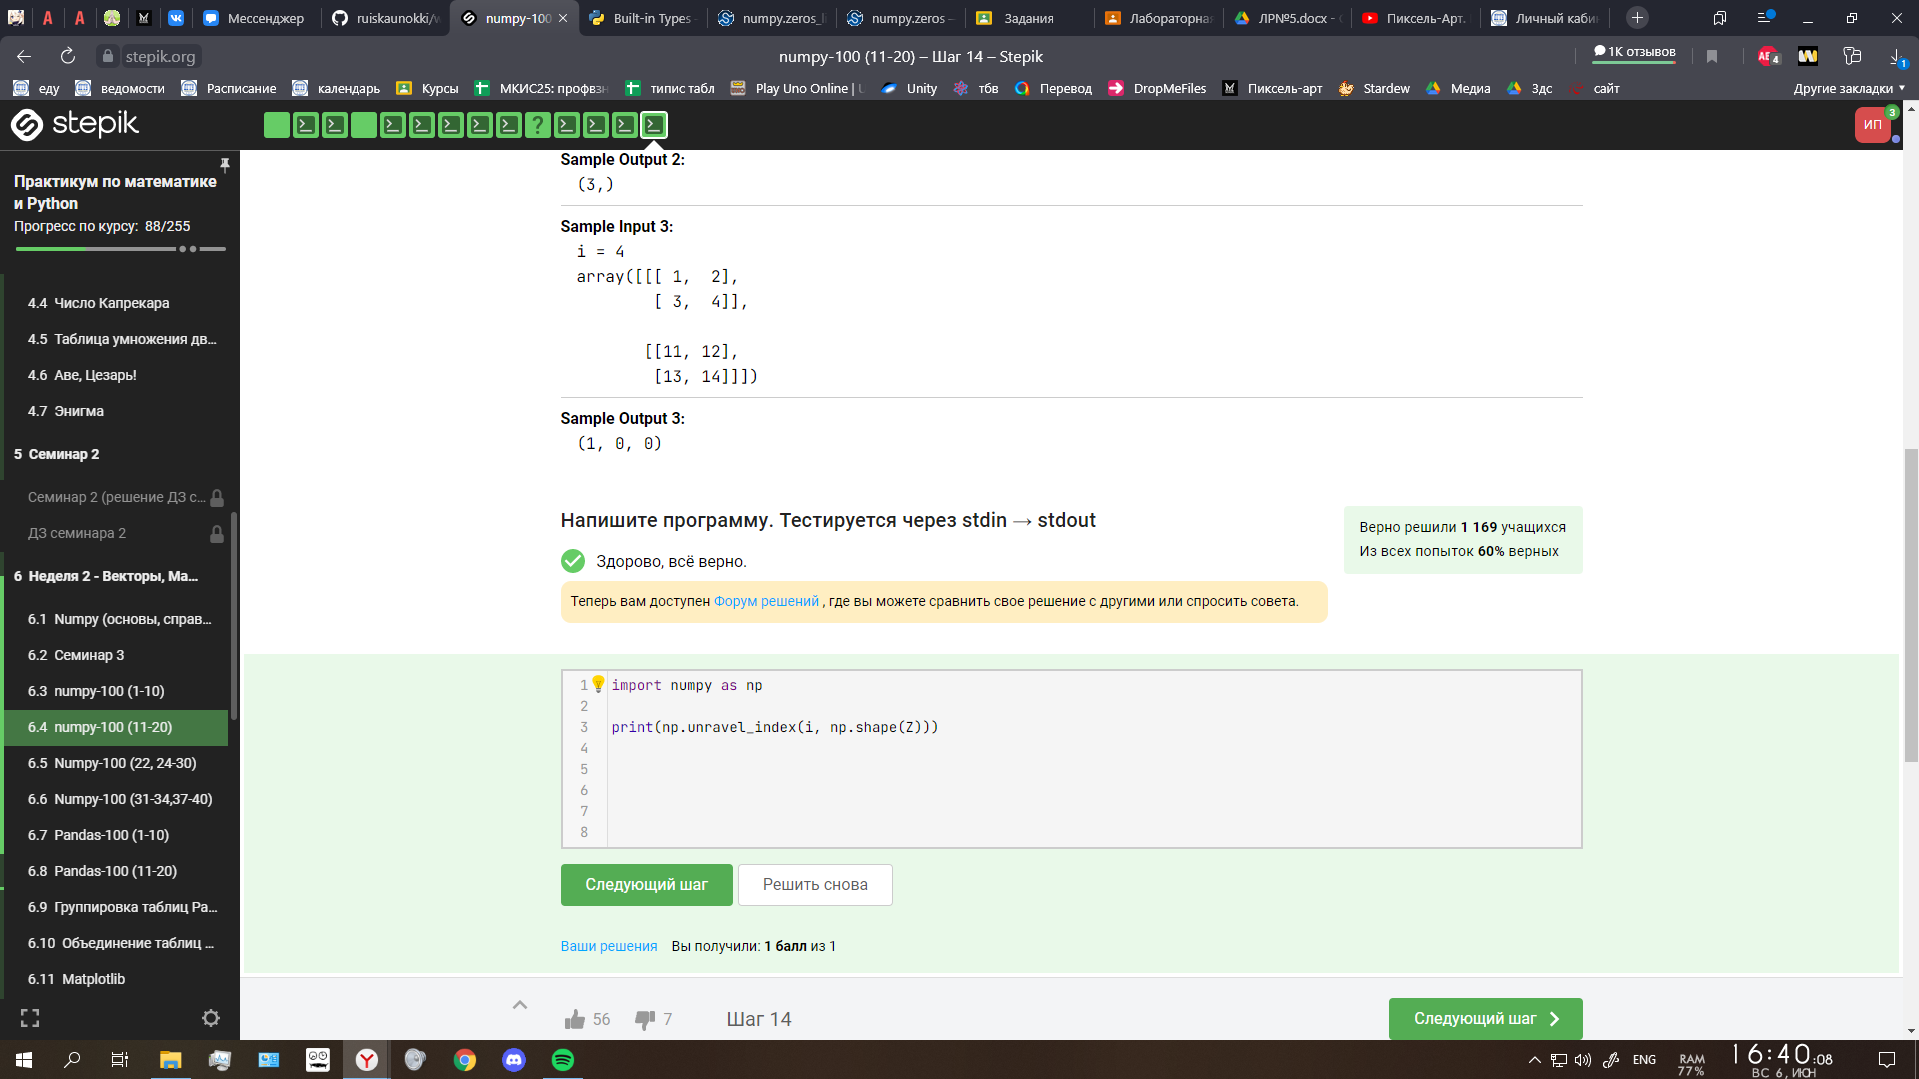 Мессенджер
ruiskaunokki/
numpy-100
Built-in Types
numpy.zeros_l
numpy.zeros —
Задания
Лабораторна
ЛР№5.docx - 
Пиксель-Арт.
Личный каби
stepik.org
numpy-100 (11-20) – Шаг 14 – Stepik
1K отзывов
4
1
еду
ведомости
Расписание
календарь
Курсы
МКИС25: профвз
типис табл
Play Uno Online |
Unity
тбв
Перевод
DropMeFiles
Пиксель-арт
Stardew
Медиа
Здс
сайт
Другие закладки
stepik
?
ИП
3
Практикум по математике
и Python
Прогресс по курсу: 88/255
4.4 Число Капрекара
4.5 Таблица умножения дв...
4.6 Аве, Цезарь!
4.7 Энигма
5 Семинар 2
Семинар 2 (решение ДЗ с...
ДЗ семинара 2
6 Неделя 2 - Векторы, Ма...
6.1 Numpy (основы, справ...
6.2 Семинар 3
6.3 numpy-100 (1-10)
6.4 numpy-100 (11-20)
6.5 Numpy-100 (22, 24-30)
6.6 Numpy-100 (31-34,37-40)
6.7 Pandas-100 (1-10)
6.8 Pandas-100 (11-20)
6.9 Группировка таблиц Pa...
6.10 Объединение таблиц ...
6.11 Matplotlib
Sample Output 2:
(3,)
Sample Input 3:
i = 4
array([[[ 1,  2],
        [ 3,  4]],
       [[11, 12],
        [13, 14]]])
Sample Output 3:
(1, 0, 0)
Напишите программу. Тестируется через stdin → stdout
Верно решили 1 169 учащихся
Из всех попыток 60% верных
Здорово, всё верно.
Теперь вам доступен Форум решений , где вы можете сравнить свое решение с другими или спросить совета.
1 import numpy as np
2
3 print(np.unravel_index(i, np.shape(Z)))
4
5
6
7
8
Следующий шаг
Решить снова
Ваши решения Вы получили: 1 балл из 1
56
7
Шаг 14
Следующий шаг
ENG
RAM
77%
16:40:08
ВС 6, ИЮН